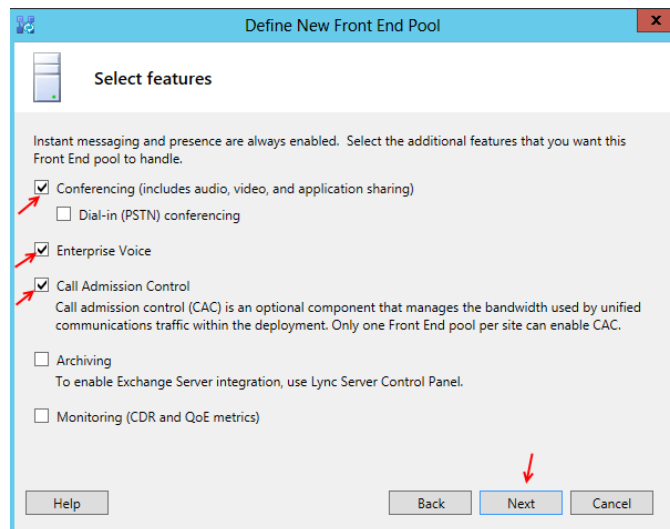 Define New Front End Pool
x
Select features
Instant messaging and presence are always enabled.  Select the additional features that you want this
Front End pool to handle.
Conferencing (includes audio, video, and application sharing)
Dial-in (PSTN) conferencing
Enterprise Voice
Call Admission Control
Call admission control (CAC) is an optional component that manages the bandwidth used by unified
communications traffic within the deployment. Only one Front End pool per site can enable CAC.
Archiving
To enable Exchange Server integration, use Lync Server Control Panel.
Monitoring (CDR and QoE metrics)
Help Back Next Cancel